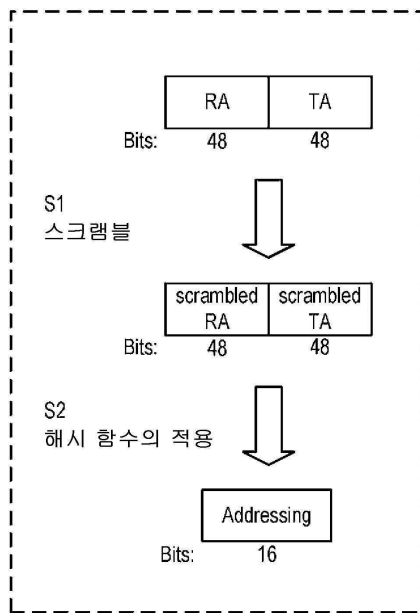 RA TA
Bits: 48 48
S1
스크램블
scrambled scrambled
RA TA
Bits: 48 48
S2
해시 함수의 적용
Addressing
Bits: 16